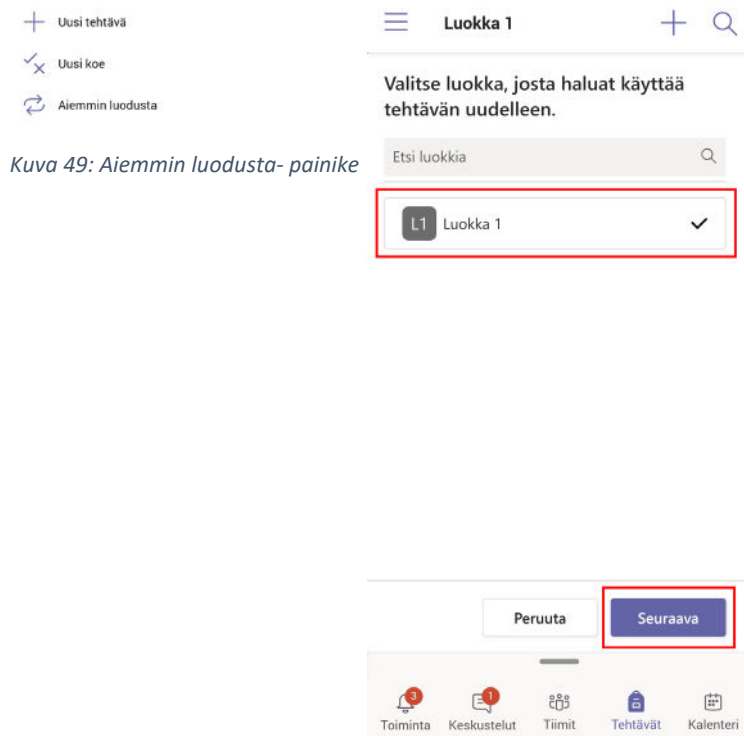 Uusi tehtävä
Uusi koe
Aiemmin luodusta
Kuva 49: Aiemmin luodusta- painike
Luokka 1
Valitse luokka, josta haluat käyttää
tehtävän uudelleen.
Etsi luokkia
L1 Luokka 1
Peruuta Seuraava
3 1
Toiminta Keskustelut Tiimit Tehtävät Kalenteri